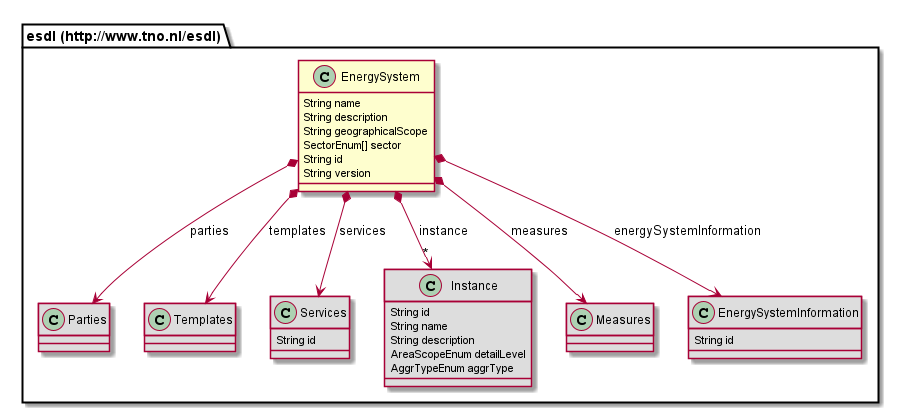 esdl (http://www.tno.nl/esdl)
C EnergySystem
String name
String description
String geographicalScope
SectorEnum[] sector
String id
String version
parties
templates
services
instance
measures
energySystemInformation
*
C Parties
C Templates
C Services
String id
C Instance
String id
String name
String description
AreaScopeEnum detailLevel
AggrTypeEnum aggrType
C Measures
C EnergySystemInformation
String id